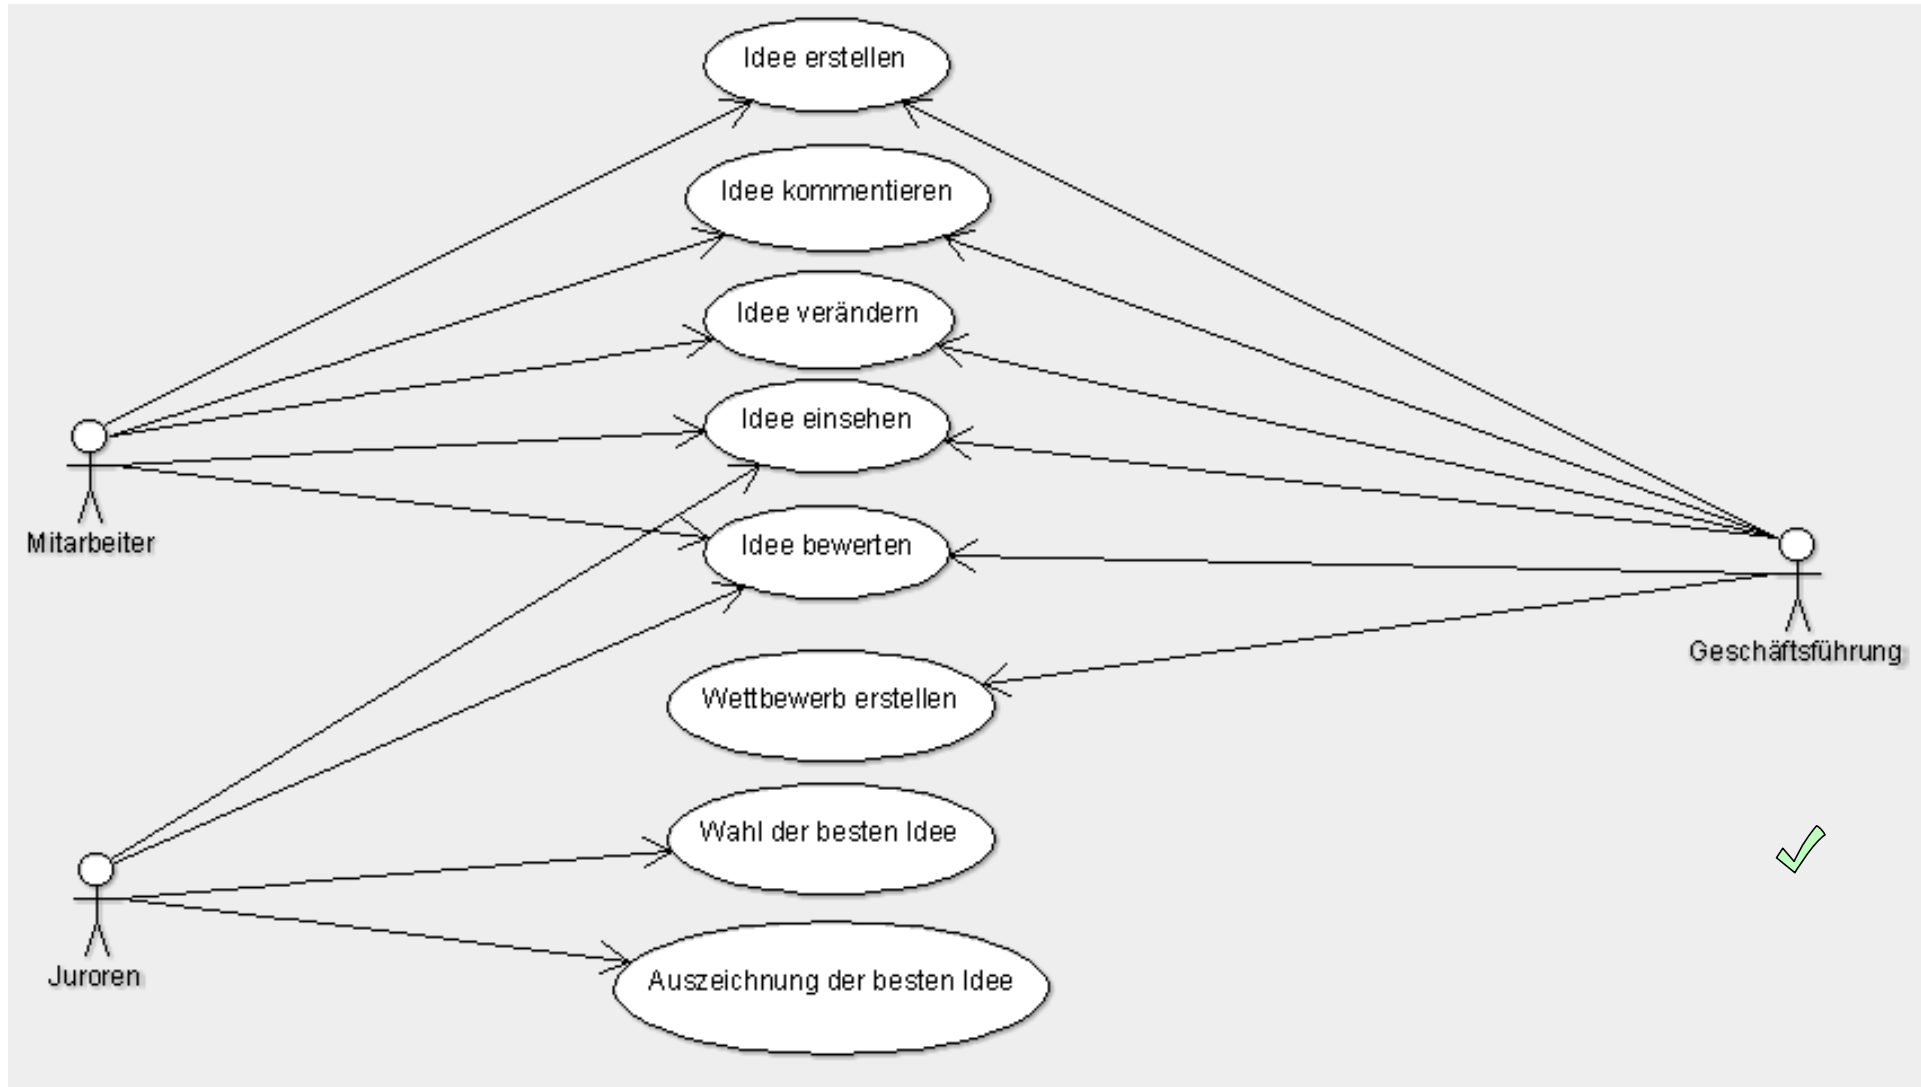 Idee erstellen
Idee kommentieren
Idee verändern
Idee einsehen
Idee bewerten
Mitarbeiter
Geschäftsführung
Wettbewerb erstellen
Wahl der besten Idee
Juroren
Auszeichnung der besten Idee